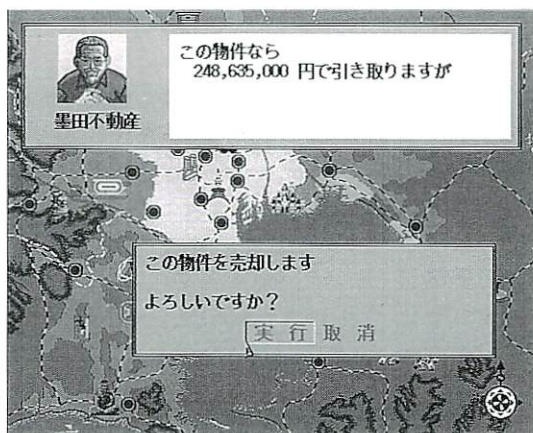 この物件なら
248,635,000 円で引き取りますが
墨田不動産
この物件を売却します
よろしいですか？
実 行 取 消